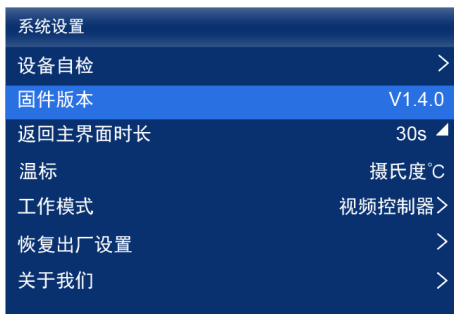 系统设置
设备自检 >
固件版本 V1.4.0
返回主界面时长 30s
温标 摄氏度°C
工作模式 视频控制器>
恢复出厂设置 >
关于我们 >